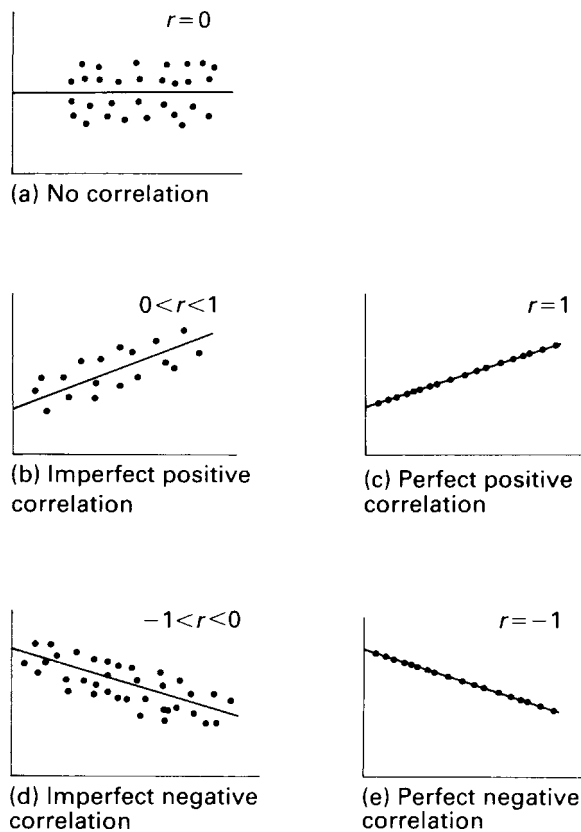 r = 0
(a) No correlation
0 < r < 1
(b) Imperfect positive
correlation
r = 1
(c) Perfect positive
correlation
−1 < r < 0
(d) Imperfect negative
correlation
r = −1
(e) Perfect negative
correlation